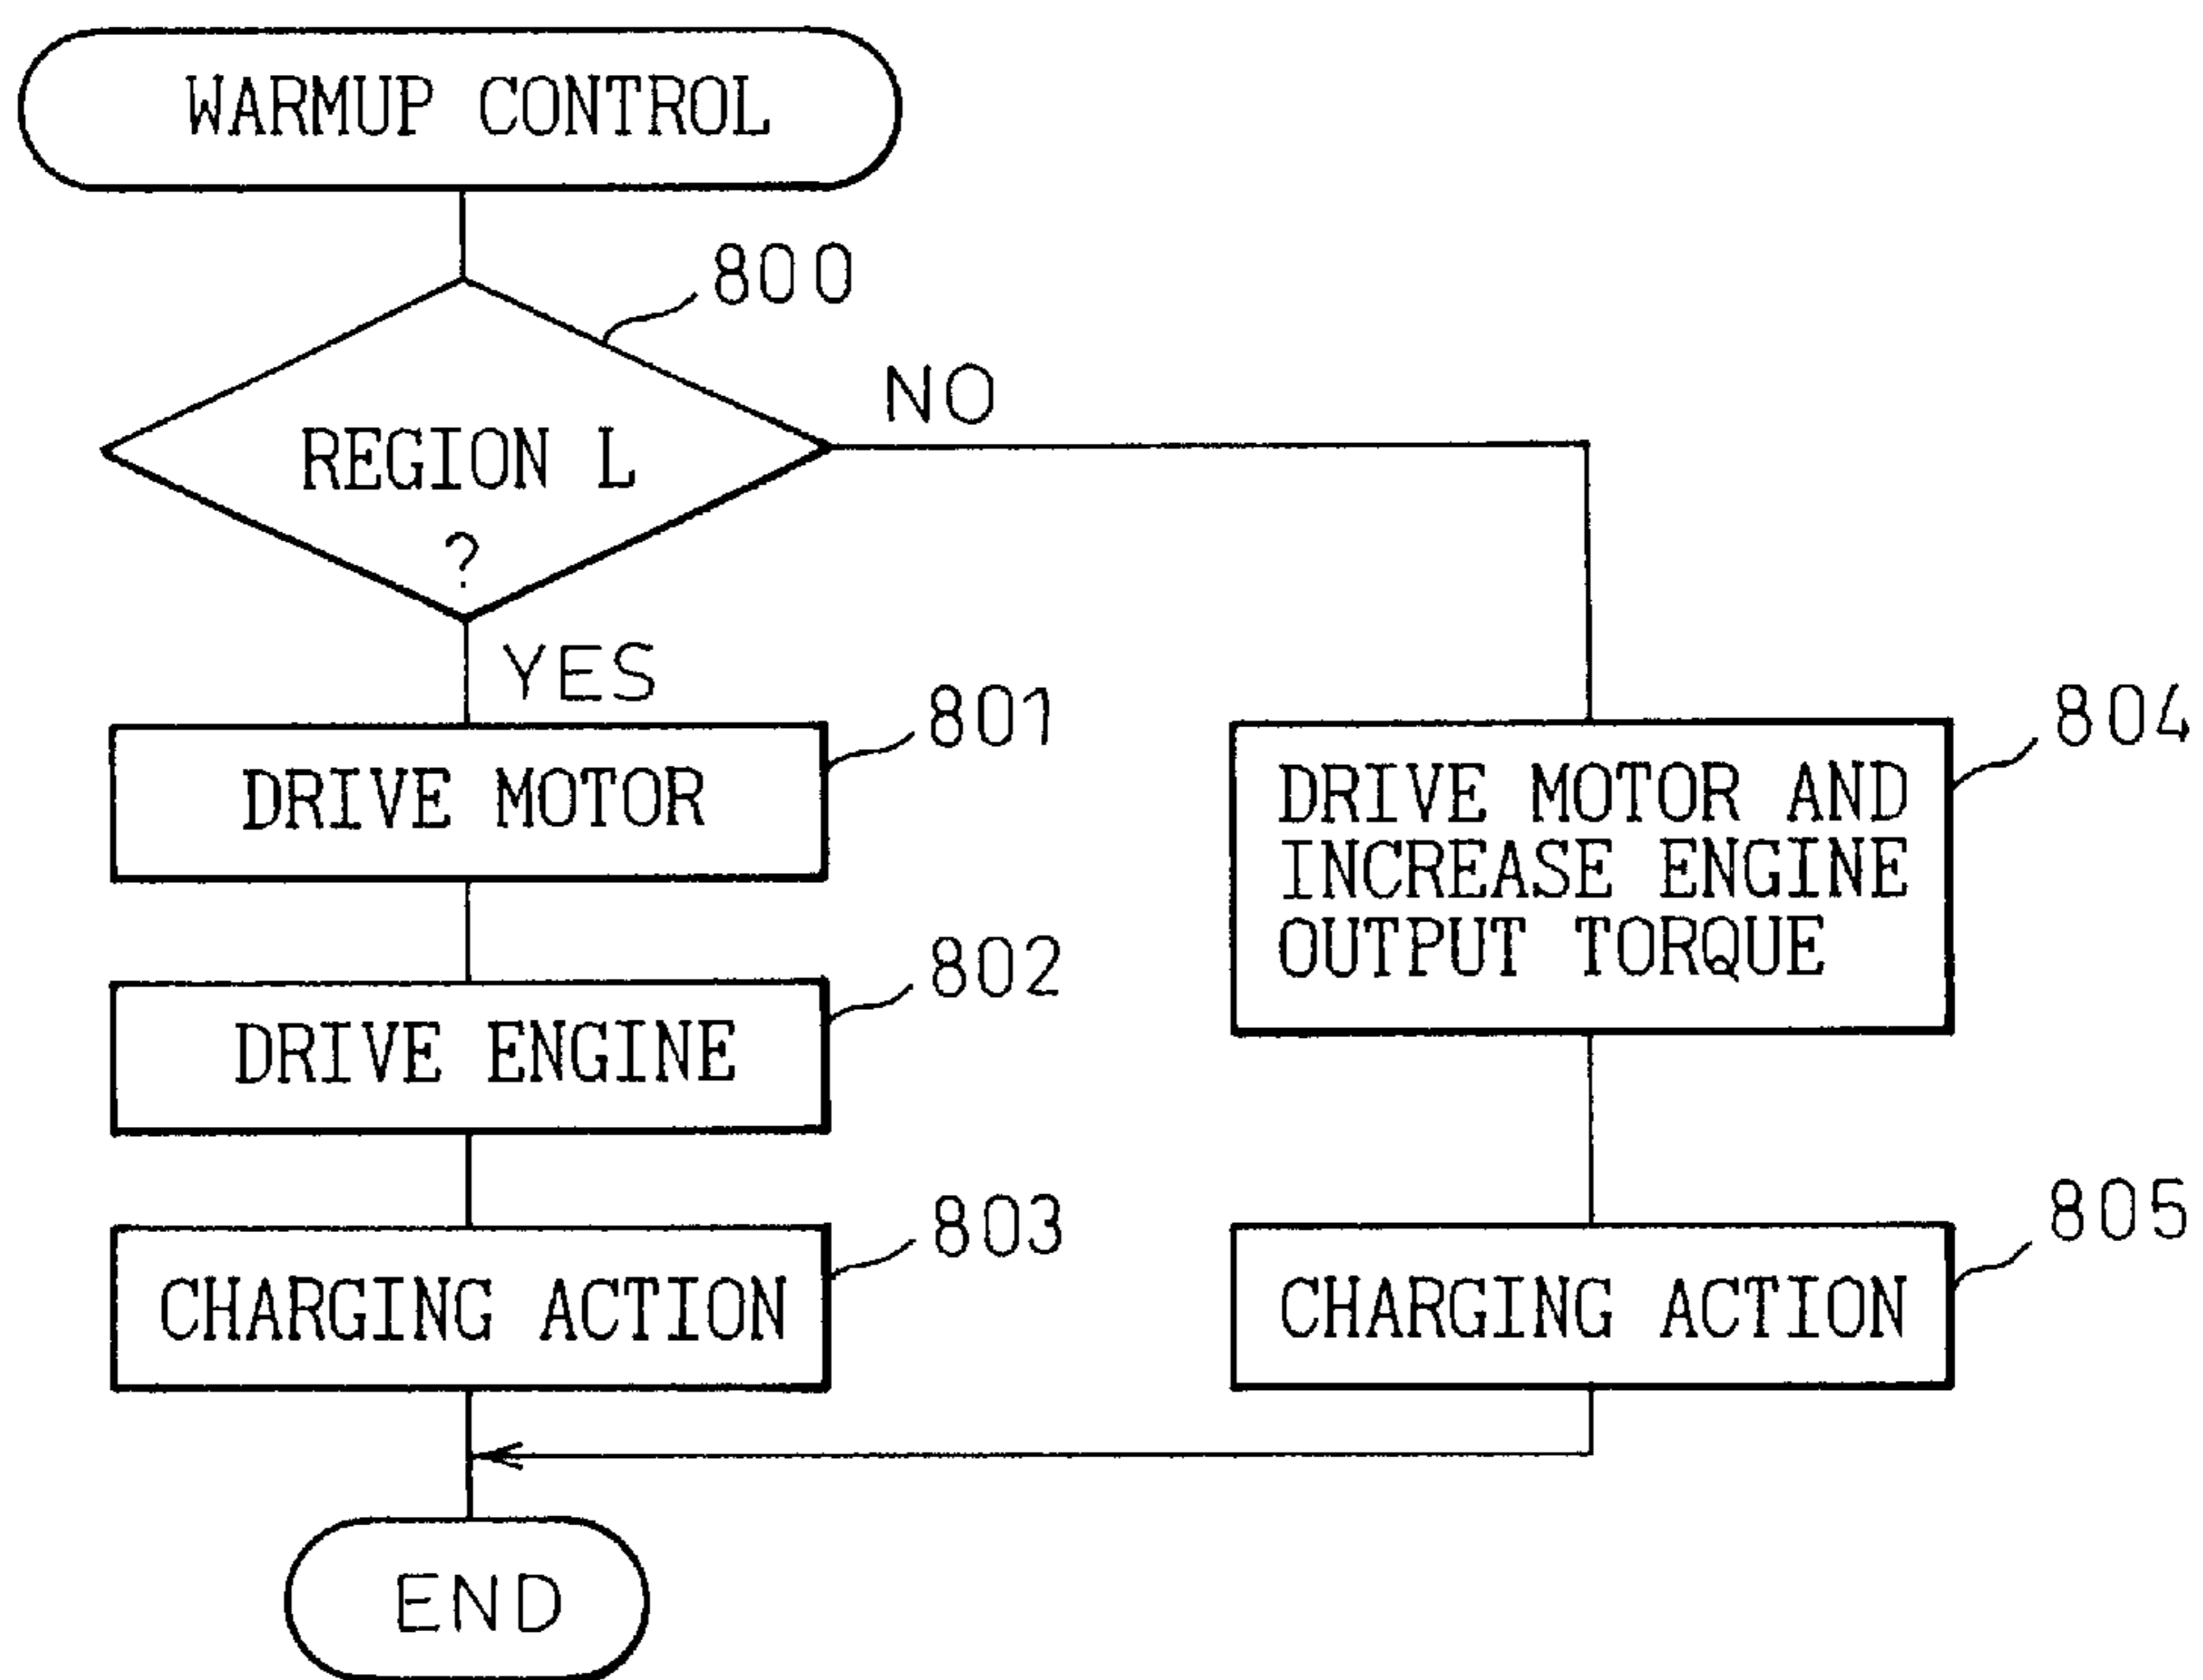 WARMUP CONTROL
800
REGION L
?
NO
YES
801
DRIVE MOTOR
802
DRIVE ENGINE
803
CHARGING ACTION
804
DRIVE MOTOR AND
INCREASE ENGINE
OUTPUT TORQUE
805
CHARGING ACTION
END